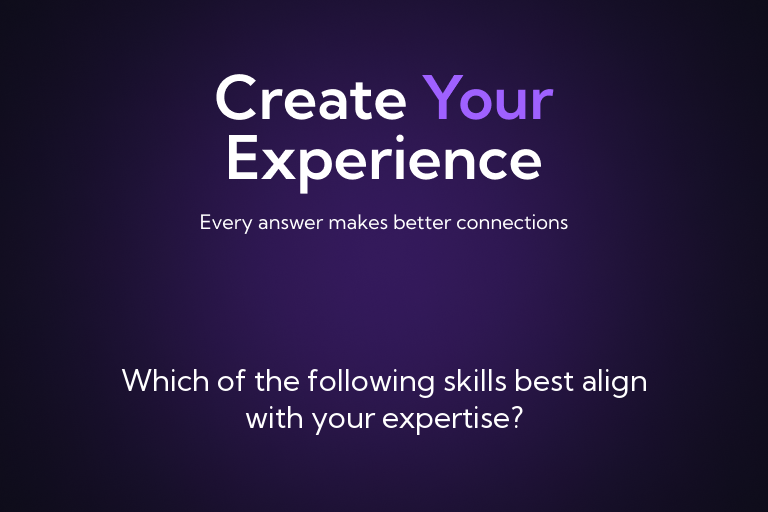 Create Your
Experience
Every answer makes better connections
Which of the following skills best align
with your expertise?